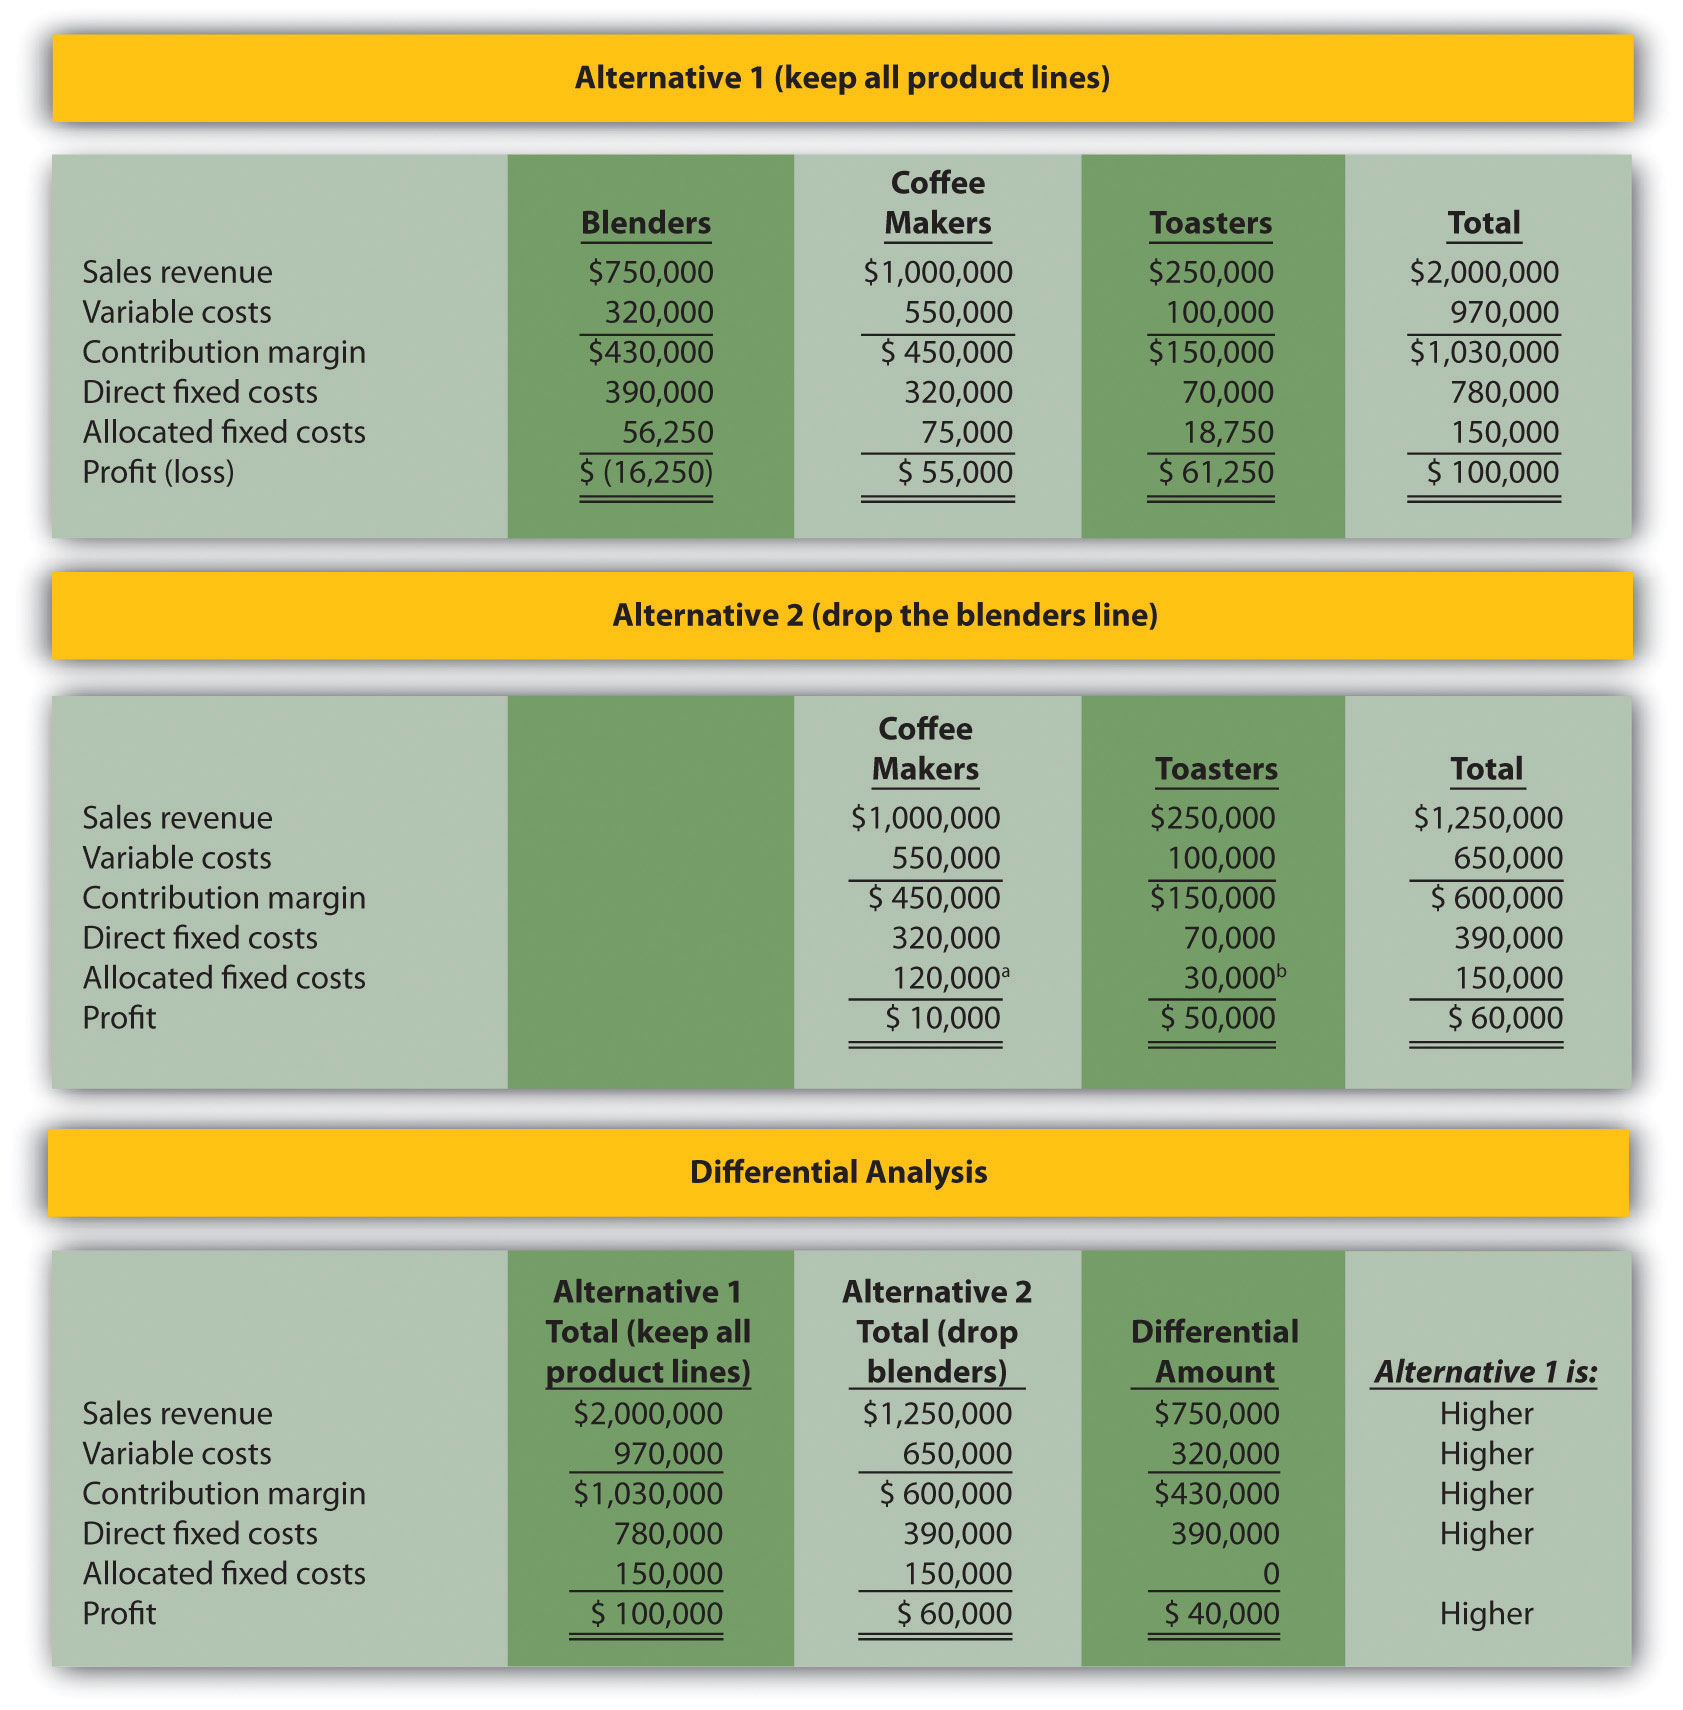 Alternative 1 (keep all product lines)
Coffee
Blenders Makers Toasters Total
Sales revenue $750,000 $1,000,000 $250,000 $2,000,000
Variable costs 320,000 550,000 100,000 970,000
Contribution margin $430,000 $ 450,000 $150,000 $1,030,000
Direct fixed costs 390,000 320,000 70,000 780,000
Allocated fixed costs 56,250 75,000 18,750 150,000
Profit (loss) $ (16,250) $ 55,000 $ 61,250 $ 100,000
Alternative 2 (drop the blenders line)
Coffee
Makers Toasters Total
Sales revenue $1,000,000 $250,000 $1,250,000
Variable costs 550,000 100,000 650,000
Contribution margin $ 450,000 $150,000 $ 600,000
Direct fixed costs 320,000 70,000 390,000
Allocated fixed costs 120,000ᵃ 30,000ᵇ 150,000
Profit $ 10,000 $ 50,000 $ 60,000
Differential Analysis
Alternative 1 Alternative 2
Total (keep all Total (drop Differential
product lines) blenders) Amount Alternative 1 is:
Sales revenue $2,000,000 $1,250,000 $750,000 Higher
Variable costs 970,000 650,000 320,000 Higher
Contribution margin $1,030,000 $ 600,000 $430,000 Higher
Direct fixed costs 780,000 390,000 390,000 Higher
Allocated fixed costs 150,000 150,000 0
Profit $ 100,000 $ 60,000 $ 40,000 Higher